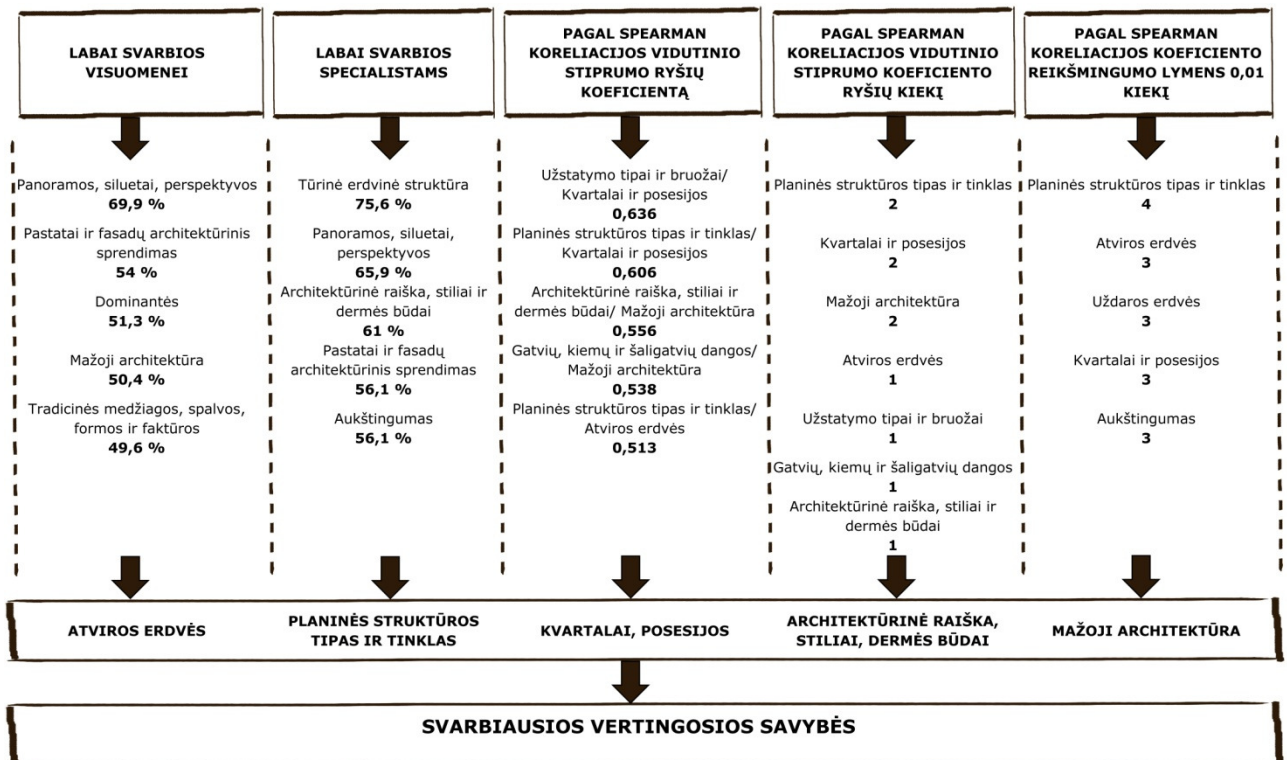 LABAI SVARBIOS
VISUOMENEI
Panoramos, siluetai, perspektyvos
69,9 %
Pastatai ir fasadų architektūrinis
sprendimas
54 %
Dominantės
51,3 %
Mažoji architektūra
50,4 %
Tradicinės medžiagos, spalvos,
formos ir faktūros
49,6 %
LABAI SVARBIOS
SPECIALISTAMS
Tūrinė erdvinė struktūra
75,6 %
Panoramos, siluetai,
perspektyvos
65,9 %
Architektūrinė raiška, stiliai ir
dermės būdai
61 %
Pastatai ir fasadų
architektūrinis sprendimas
56,1 %
Aukštingumas
56,1 %
PAGAL SPEARMAN
KORELIACIJOS VIDUTINIO
STIPRUMO RYŠIŲ
KOEFICIENTĄ
Užstatymo tipai ir bruožai/
Kvartalai ir posesijos
0,636
Planinės struktūros tipas ir tinklas/
Kvartalai ir posesijos
0,606
Architektūrinė raiška, stiliai ir
dermės būdai/ Mažoji architektūra
0,556
Gatvių, kiemų ir šaligatvių dangos/
Mažoji architektūra
0,538
Planinės struktūros tipas ir tinklas/
Atviros erdvės
0,513
PAGAL SPEARMAN
KORELIACIJOS VIDUTINIO
STIPRUMO KOEFICIENTO
RYŠIŲ KIEKĮ
Planinės struktūros tipas ir tinklas
2
Kvartalai ir posesijos
2
Mažoji architektūra
2
Atviros erdvės
1
Užstatymo tipai ir bruožai
1
Gatvių, kiemų ir šaligatvių dangos
1
Architektūrinė raiška, stiliai ir
dermės būdai
1
PAGAL SPEARMAN
KORELIACIJOS KOEFICIENTO
REIKŠMINGUMO LYMENS 0,01
KIEKĮ
Planinės struktūros tipas ir tinklas
4
Atviros erdvės
3
Uždaros erdvės
3
Kvartalai ir posesijos
3
Aukštingumas
3
ATVIROS ERDVĖS
PLANINĖS STRUKTŪROS
TIPAS IR TINKLAS
KVARTALAI, POSESIJOS
ARCHITEKTŪRINĖ RAIŠKA,
STILIAI, DERMĖS BŪDAI
MAŽOJI ARCHITEKTŪRA
SVARBIAUSIOS VERTINGOSIOS SAVYBĖS